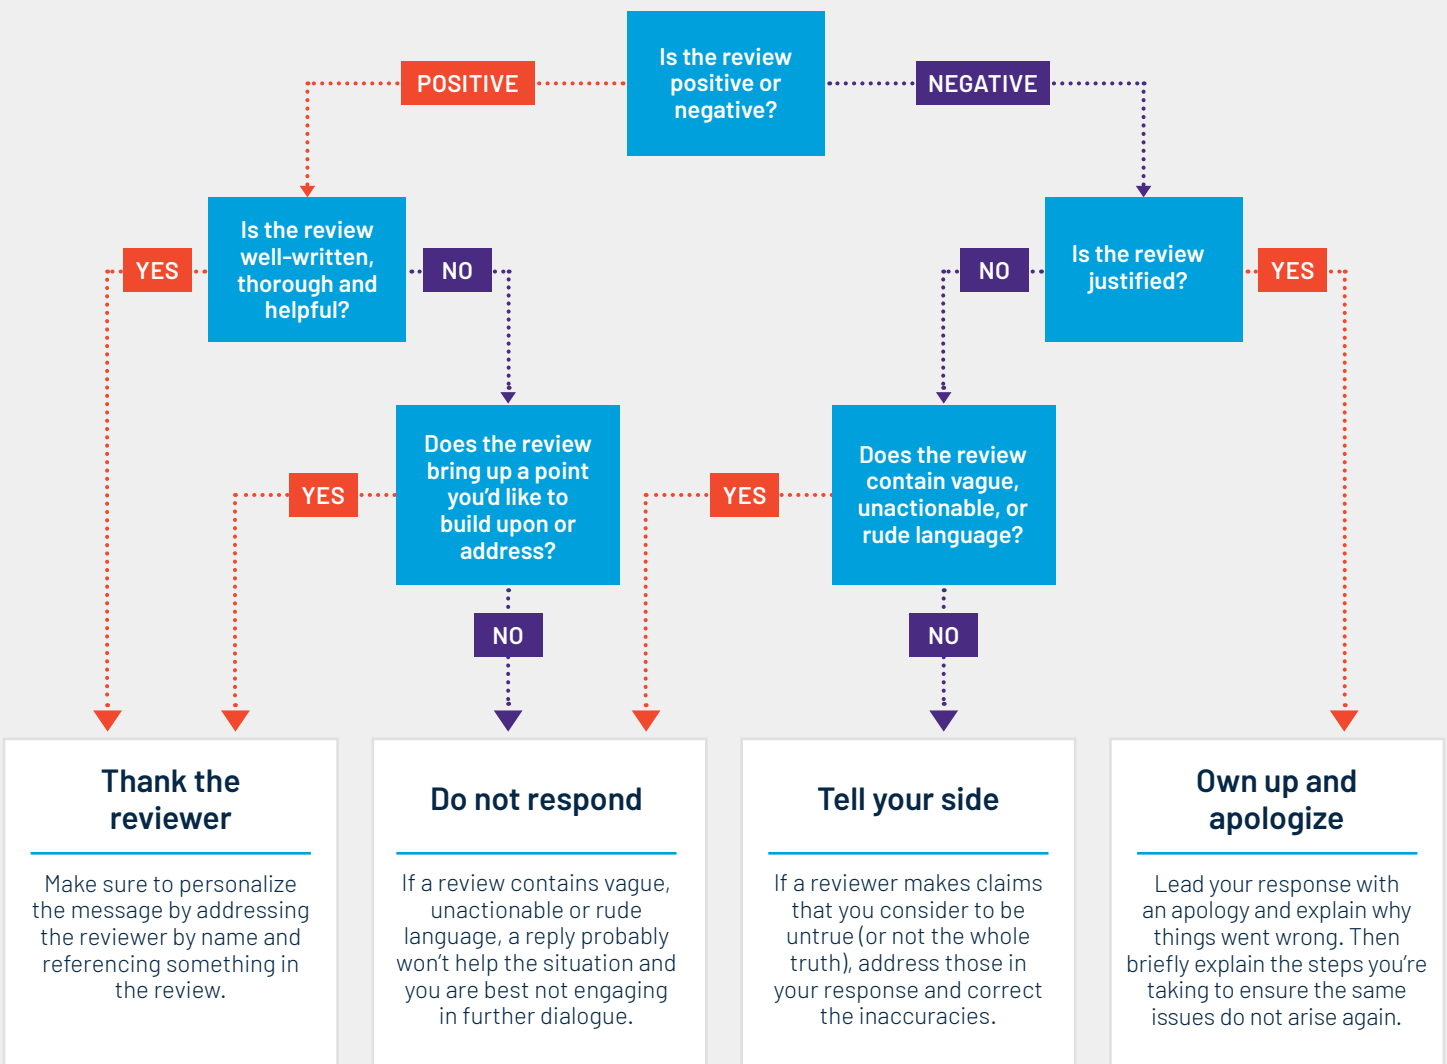 Is the review
positive or
negative?
POSITIVE
NEGATIVE
Is the review
well-written,
thorough and
helpful?
YES
NO
Is the review
justified?
NO
YES
Does the review
bring up a point
you’d like to
build upon or
address?
YES
NO
Does the review
contain vague,
unactionable, or
rude language?
YES
NO
Thank the
reviewer
Make sure to personalize
the message by addressing
the reviewer by name and
referencing something in
the review.
Do not respond
If a review contains vague,
unactionable or rude
language, a reply probably
won’t help the situation and
you are best not engaging
in further dialogue.
Tell your side
If a reviewer makes claims
that you consider to be
untrue (or not the whole
truth), address those in
your response and correct
the inaccuracies.
Own up and
apologize
Lead your response with
an apology and explain why
things went wrong. Then
briefly explain the steps you’re
taking to ensure the same
issues do not arise again.